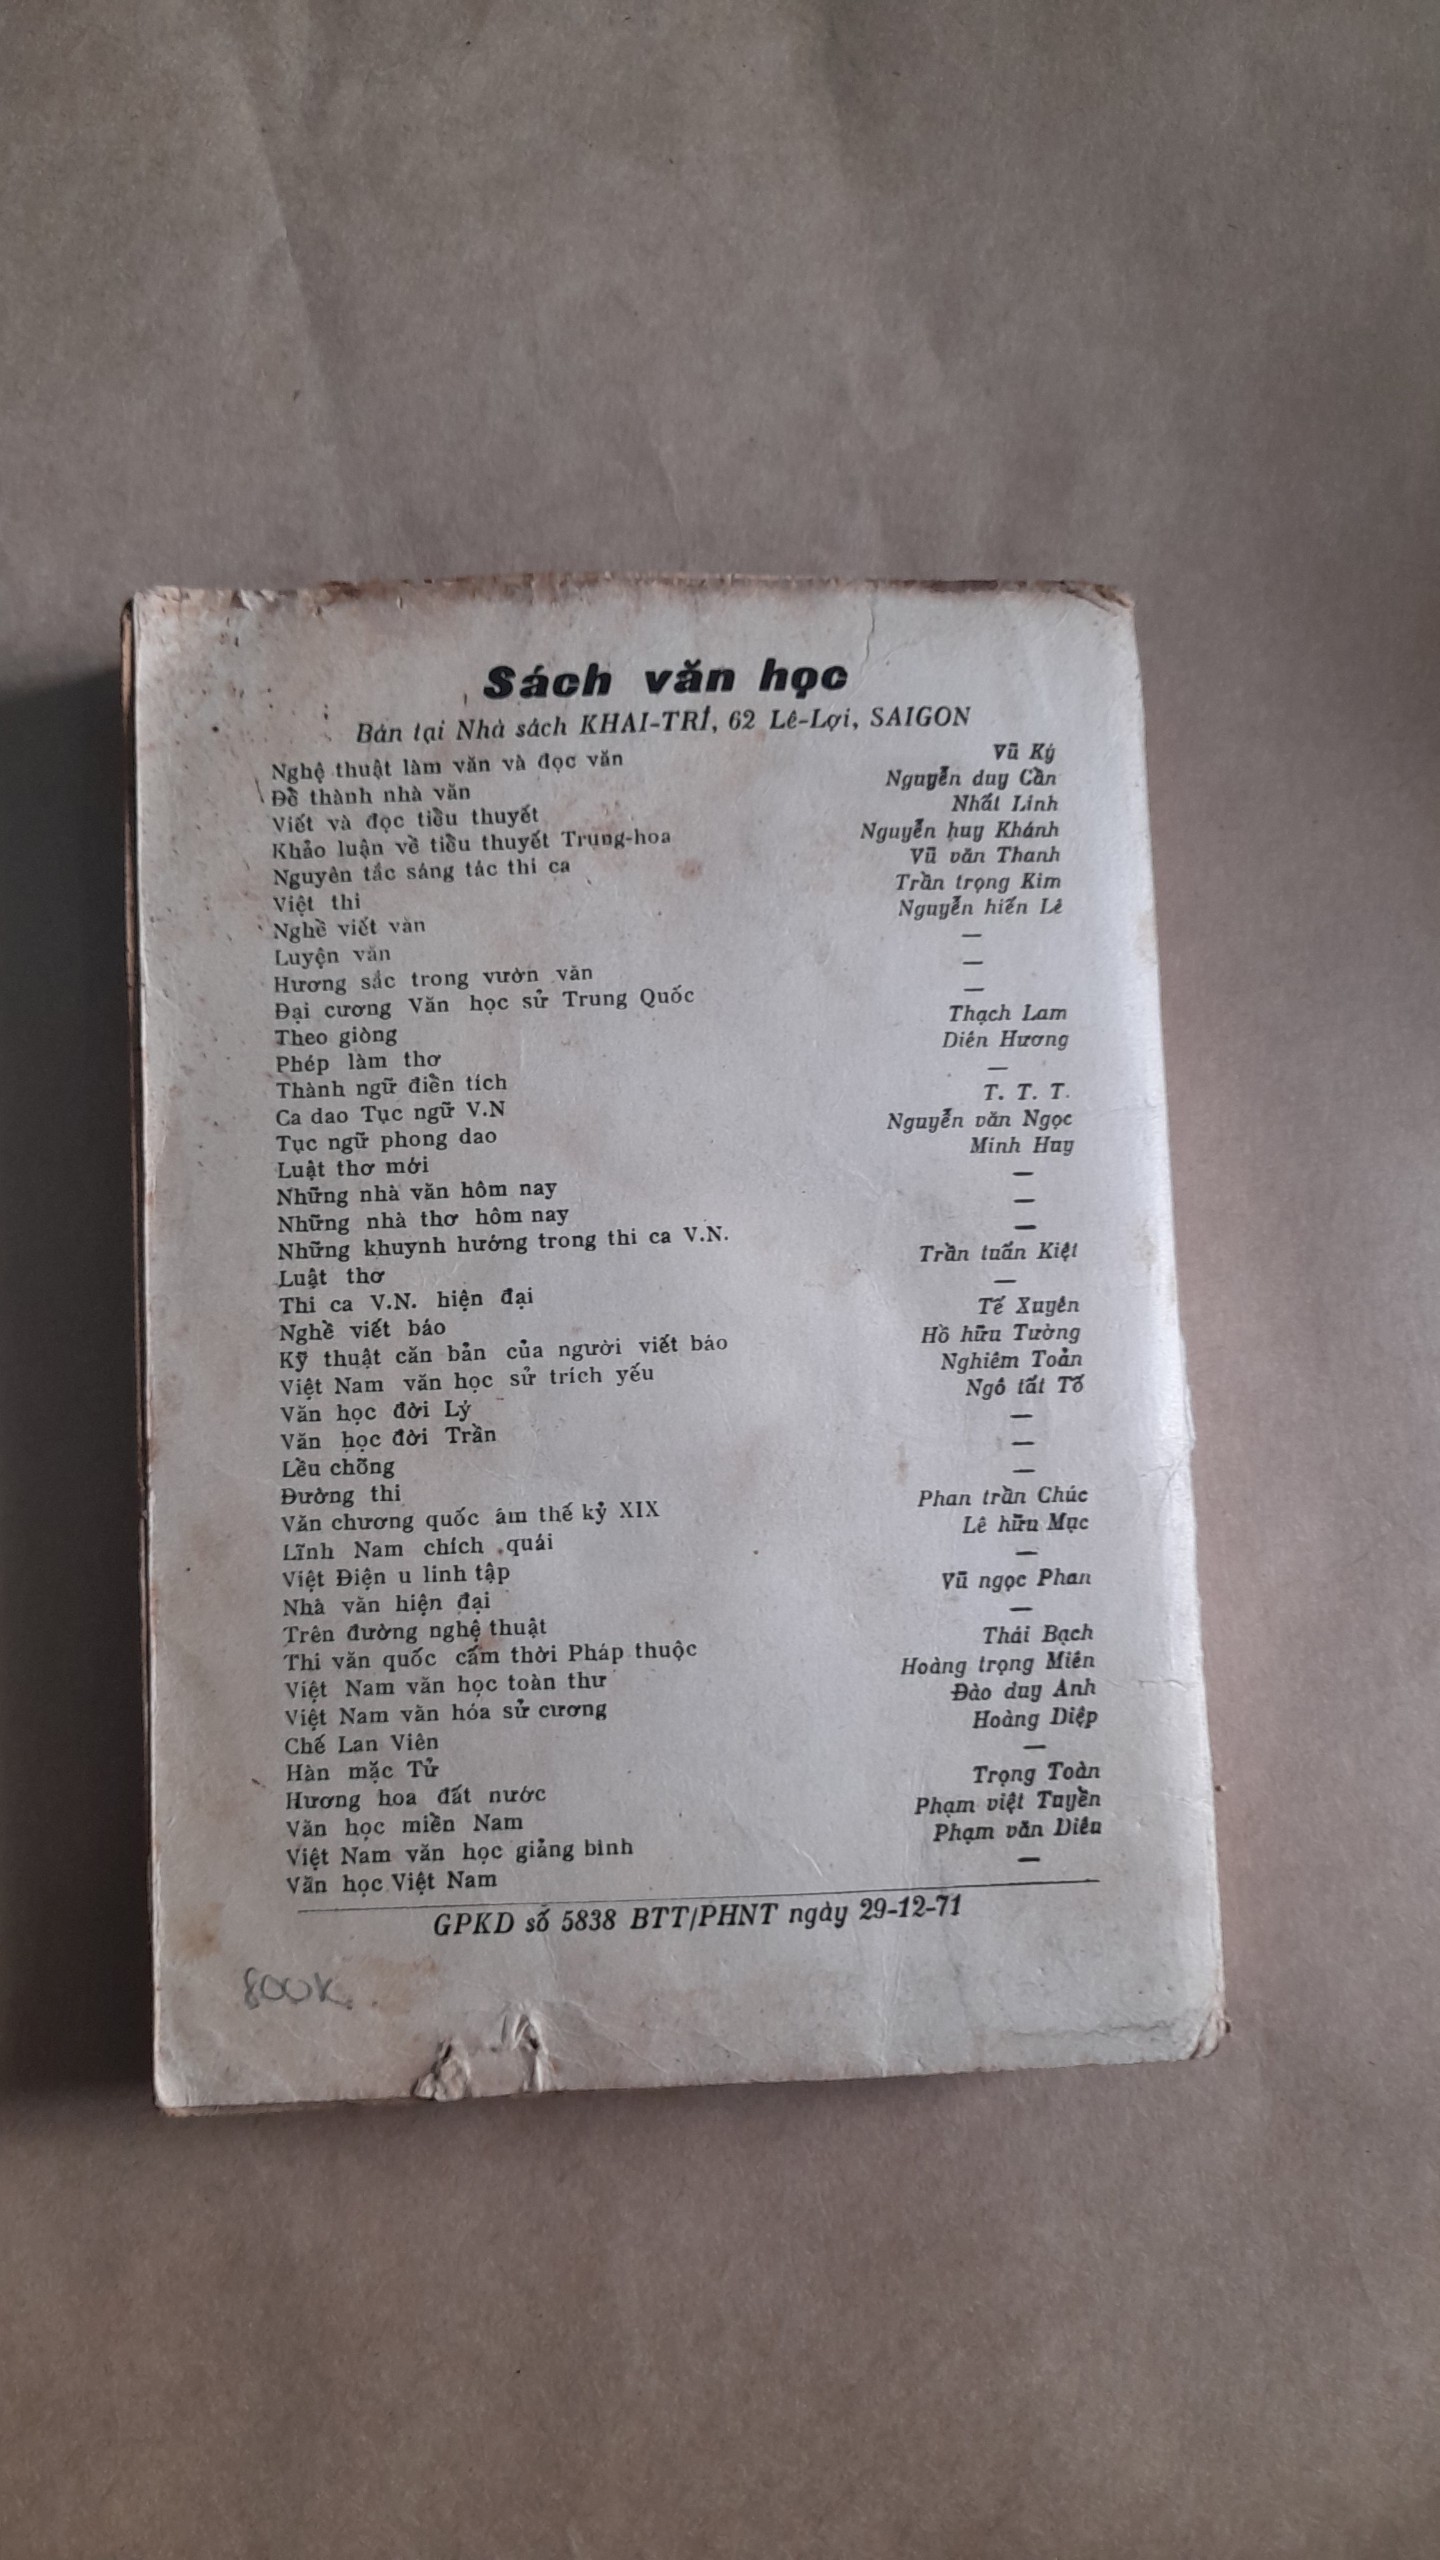 Sách văn học
Bán tại Nhà sách KHAI-TRÍ, 62 Lê-Lợi, SAIGON
Nghệ thuật làm văn và đọc văn Vũ Ký
Để thành nhà văn Nguyễn duy Cần
Viết và đọc tiểu thuyết Nhất Linh
Khảo luận về tiểu thuyết Trung-hoa Nguyễn huy Khánh
Nguyên tắc sáng tác thi ca Vũ văn Thanh
Việt thi Trần trọng Kim
Nghề viết văn Nguyễn hiến Lê
Luyện văn —
Hương sắc trong vườn văn —
Đại cương Văn học sử Trung Quốc —
Theo giòng Thạch Lam
Phép làm thơ Diên Hương
Thành ngữ điển tích —
Ca dao Tục ngữ V.N T. T. T.
Tục ngữ phong dao Nguyễn văn Ngọc
Luật thơ mới Minh Huy
Những nhà văn hôm nay —
Những nhà thơ hôm nay —
Những khuynh hướng trong thi ca V.N. —
Luật thơ Trần tuấn Kiệt
Thi ca V.N. hiện đại —
Nghề viết báo Tế Xuyên
Kỹ thuật căn bản của người viết báo Hồ hữu Tường
Việt Nam văn học sử trích yếu Nghiêm Toản
Văn học đời Lý Ngô tất Tố
Văn học đời Trần —
Lều chõng —
Đường thi —
Văn chương quốc âm thế kỷ XIX Phan trần Chúc
Lĩnh Nam chích quái Lê hữu Mục
Việt Điện u linh tập —
Nhà văn hiện đại Vũ ngọc Phan
Trên đường nghệ thuật —
Thi văn quốc cấm thời Pháp thuộc Thái Bạch
Việt Nam văn học toàn thư Hoàng trọng Miên
Việt Nam văn hóa sử cương Đào duy Anh
Chế Lan Viên Hoàng Diệp
Hàn mặc Tử —
Hương hoa đất nước Trọng Toàn
Văn học miền Nam Phạm việt Tuyền
Việt Nam văn học giảng bình Phạm văn Diêu
Văn học Việt Nam —
GPKD số 5838 BTT/PHNT ngày 29-12-71
800K